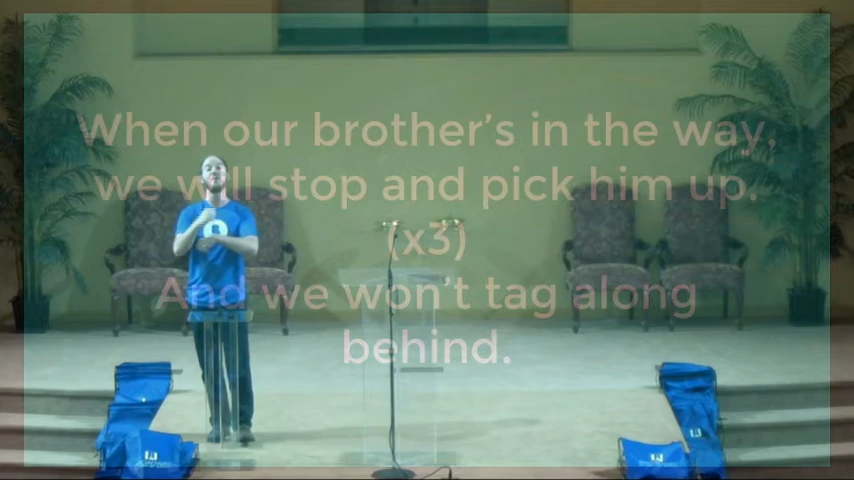 When our brother's in the way,
we will stop and pick him up.
(x3)
And we won't tag along
behind.